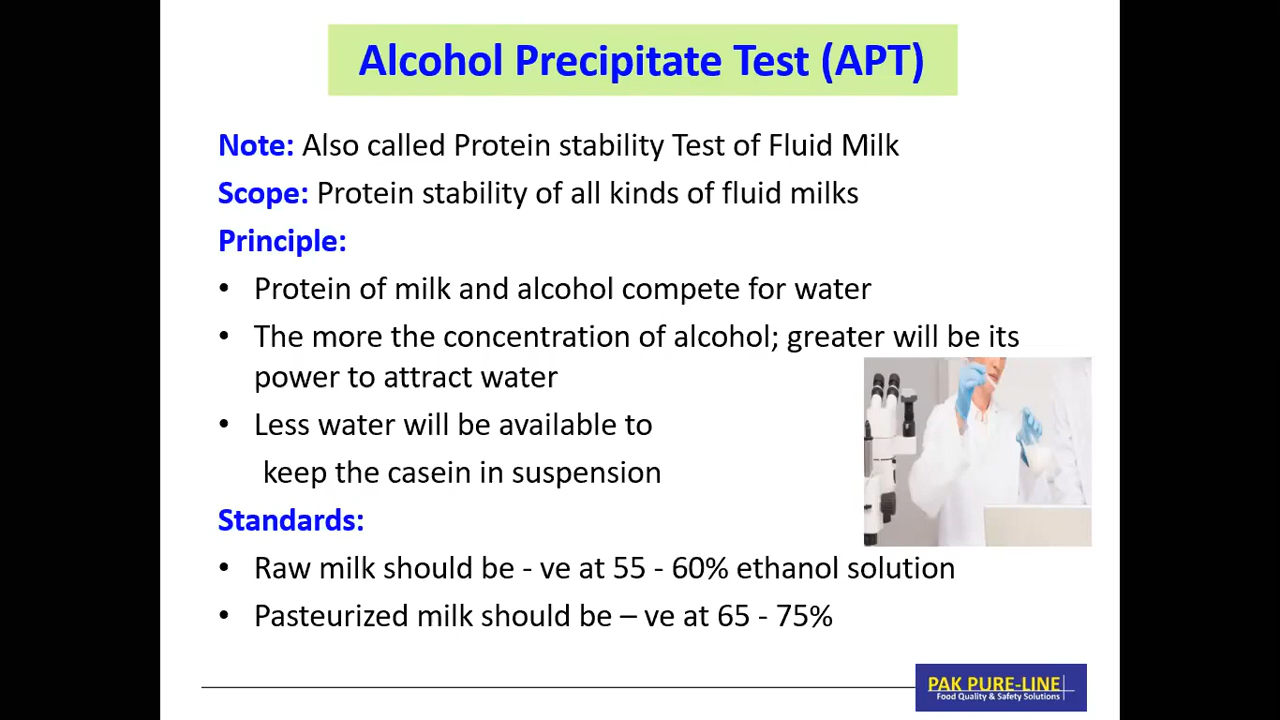 Alcohol Precipitate Test (APT)
Note: Also called Protein stability Test of Fluid Milk
Scope: Protein stability of all kinds of fluid milks
Principle:
• Protein of milk and alcohol compete for water
• The more the concentration of alcohol; greater will be its
power to attract water
• Less water will be available to
keep the casein in suspension
Standards:
• Raw milk should be - ve at 55 - 60% ethanol solution
• Pasteurized milk should be – ve at 65 - 75%
PAK PURE-LINE
Food Quality & Safety Solutions